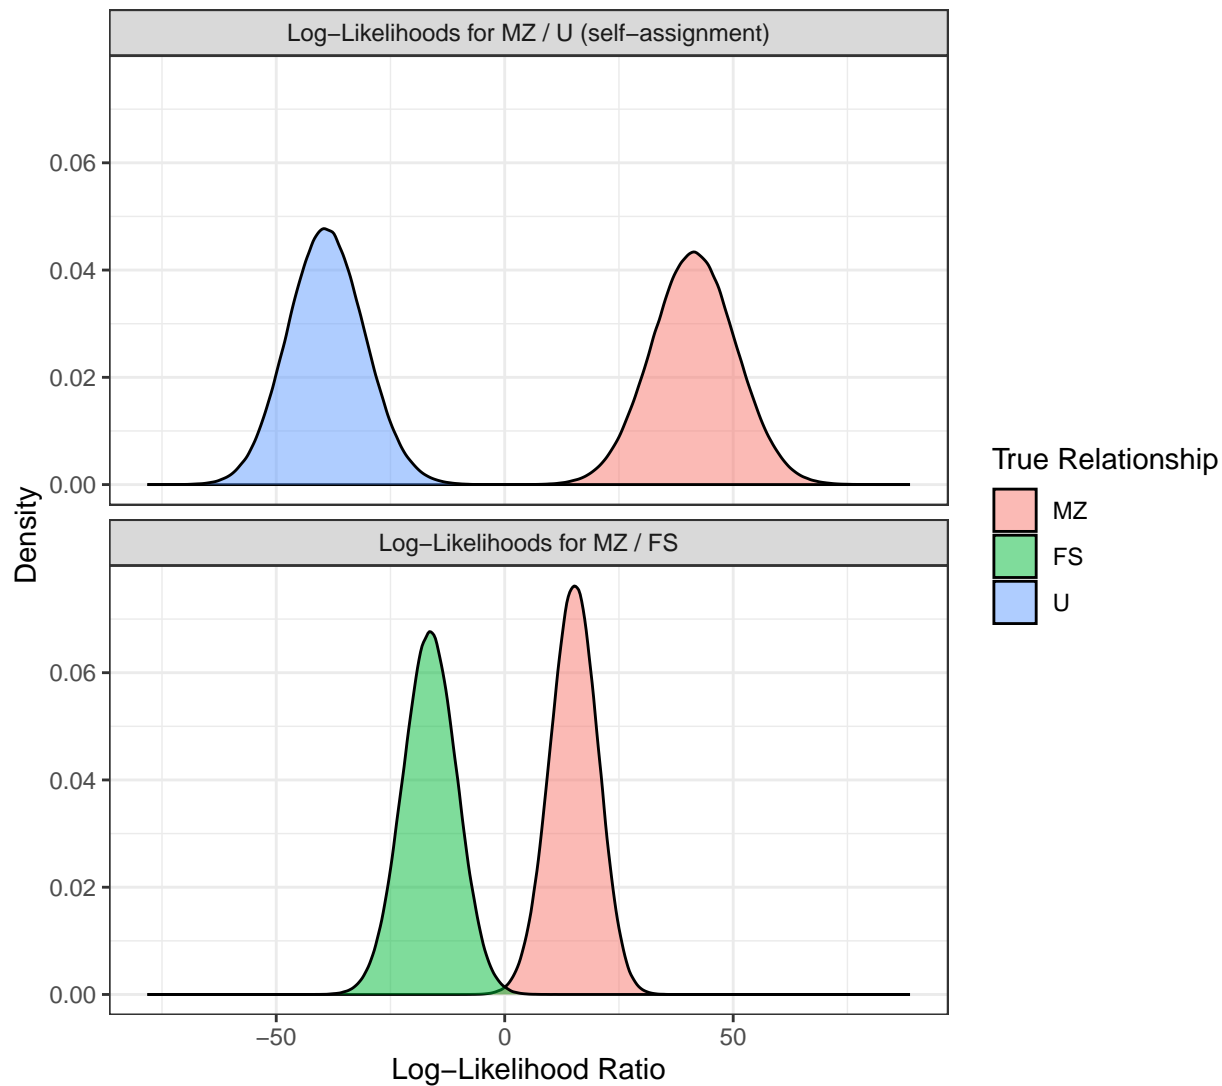 Log−Likelihoods for MZ / U (self−assignment)
0.06
0.04
0.02
0.00
Density
Log−Likelihoods for MZ / FS
0.06
0.04
0.02
0.00
−50
0
50
Log−Likelihood Ratio
True Relationship
MZ
FS
U